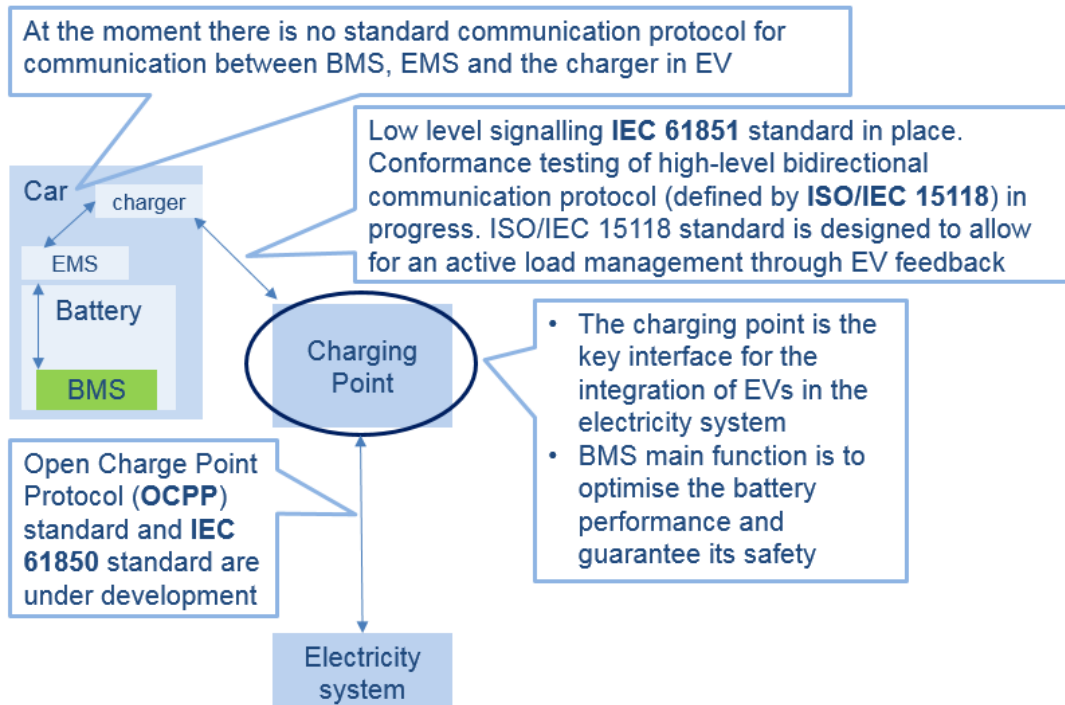 At the moment there is no standard communication protocol for
communication between BMS, EMS and the charger in EV
Low level signalling IEC 61851 standard in place.
Conformance testing of high-level bidirectional
communication protocol (defined by ISO/IEC 15118) in
progress. ISO/IEC 15118 standard is designed to allow
for an active load management through EV feedback
Car
charger
EMS
Battery
BMS
Charging
Point
• The charging point is the
key interface for the
integration of EVs in the
electricity system
• BMS main function is to
optimise the battery
performance and
guarantee its safety
Open Charge Point
Protocol (OCPP)
standard and IEC
61850 standard are
under development
Electricity
system